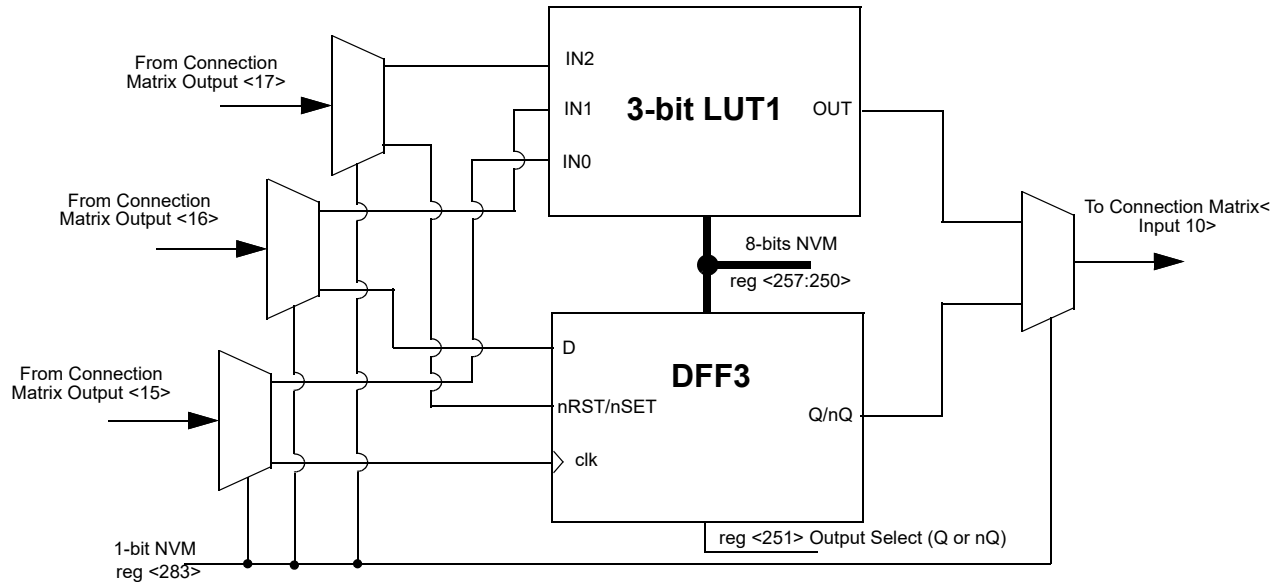 From Connection
Matrix Output <17>
IN2
IN1
IN0
3-bit LUT1
OUT
From Connection
Matrix Output <16>
To Connection Matrix<
Input 10>
8-bits NVM
reg <257:250>
D
DFF3
nRST/nSET
Q/nQ
clk
From Connection
Matrix Output <15>
reg <251> Output Select (Q or nQ)
1-bit NVM
reg <283>